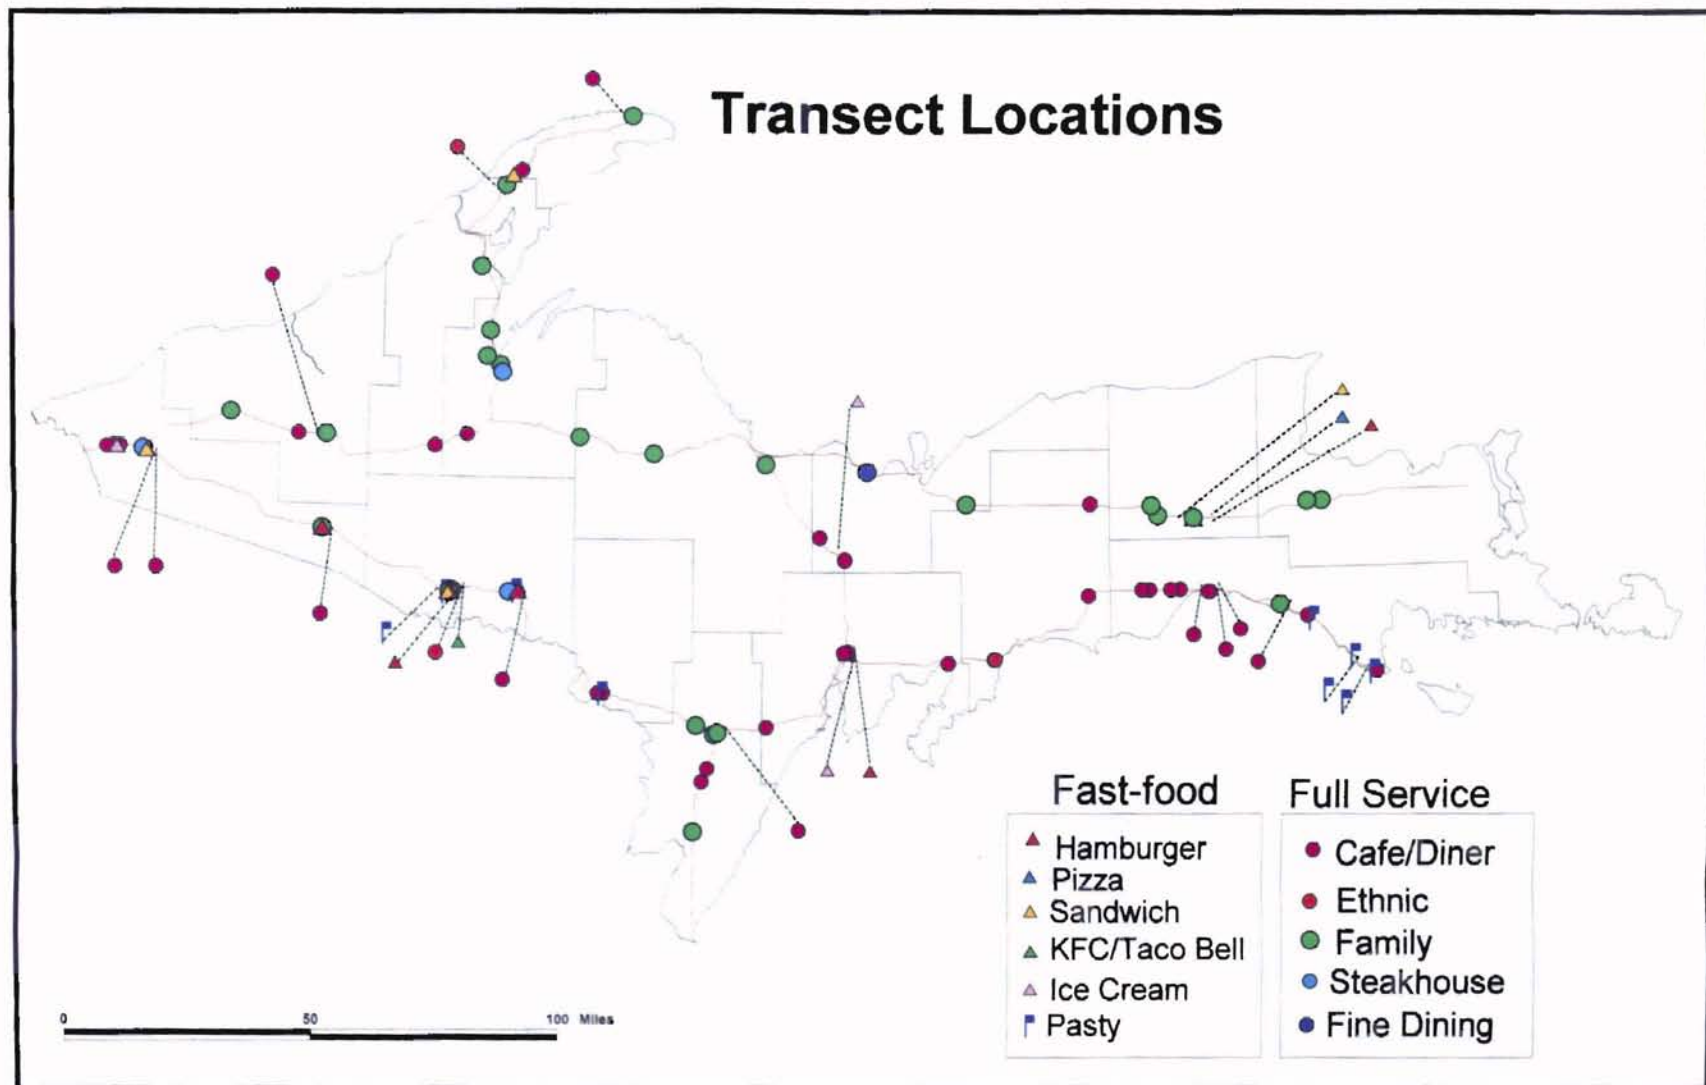 Transect Locations
Fast-food
Hamburger
Pizza
Sandwich
KFC/Taco Bell
Ice Cream
Pasty
Full Service
Cafe/Diner
Ethnic
Family
Steakhouse
Fine Dining
0 50 100 Miles